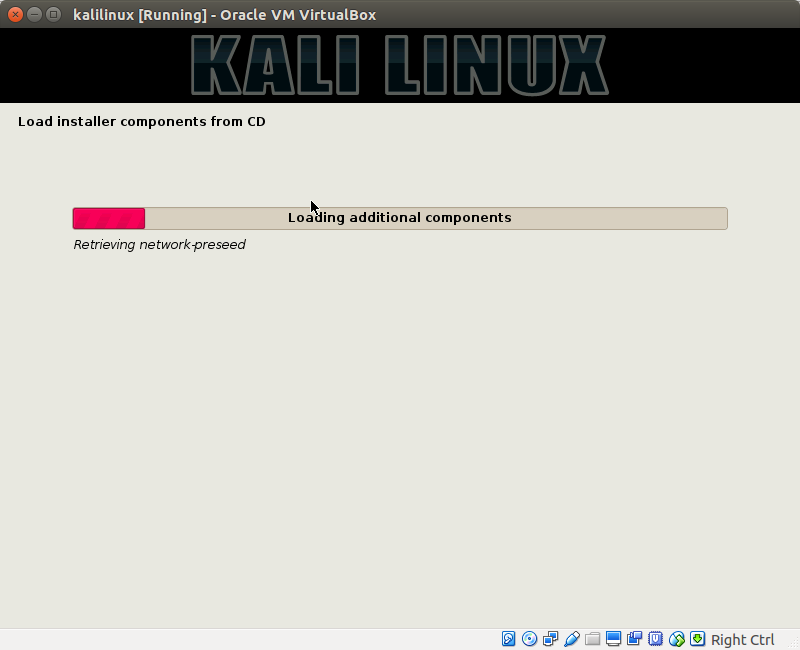 kalilinux [Running] - Oracle VM VirtualBox
KALI LINUX
Load installer components from CD
Loading additional components
Retrieving network-preseed
Right Ctrl